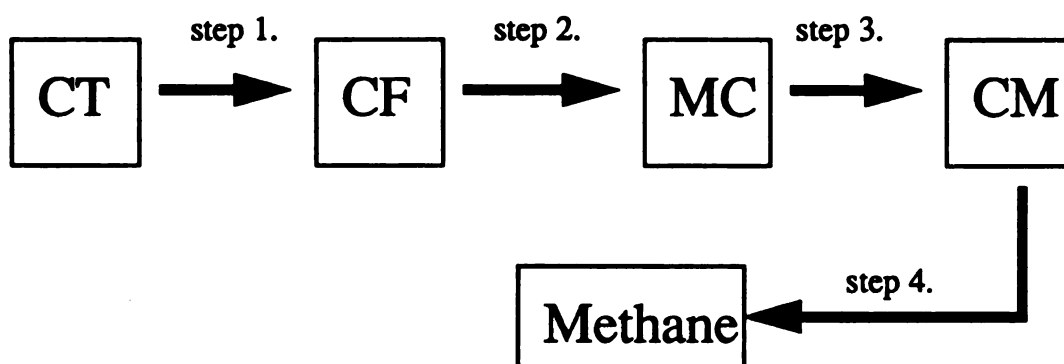 step 1.
step 2.
step 3.
CT
CF
MC
CM
step 4.
Methane